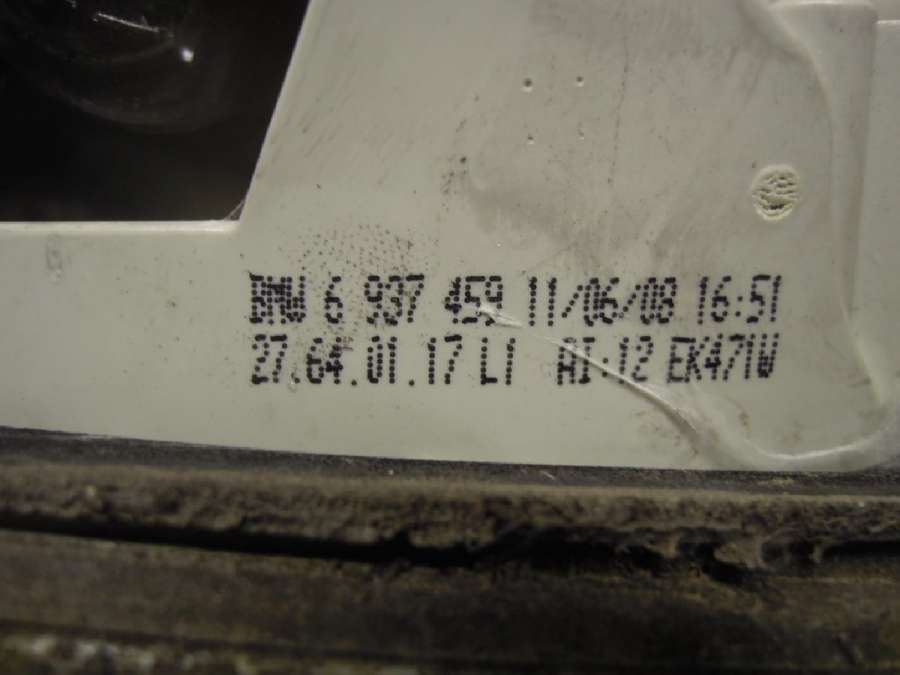 BMW 6 937 459 11/06/08 16:51
27.64.01.17 L1 AI:12 EK471W